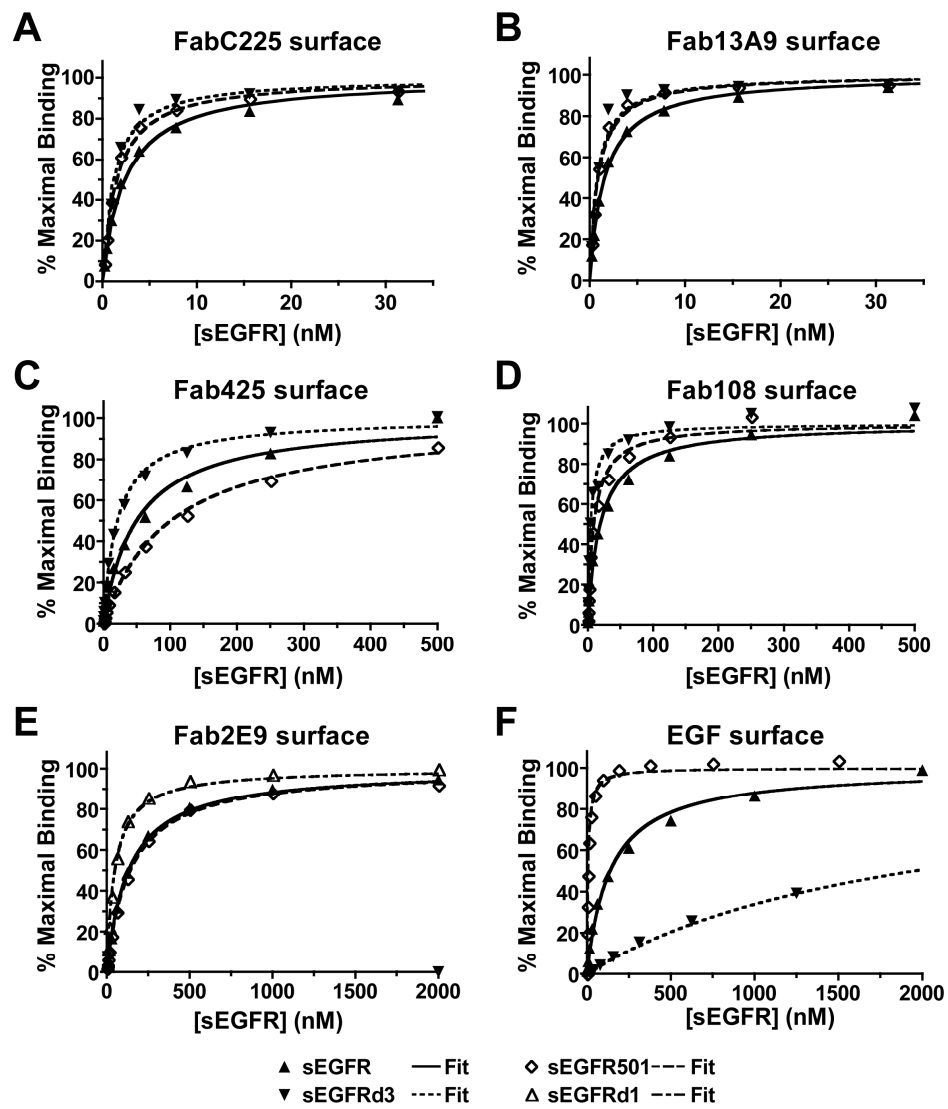 A FabC225 surface
% Maximal Binding
100
80
60
40
20
0
0 10 20 30
[sEGFR] (nM)
B Fab13A9 surface
% Maximal Binding
100
80
60
40
20
0
0 10 20 30
[sEGFR] (nM)
C Fab425 surface
% Maximal Binding
100
80
60
40
20
0
0 100 200 300 400 500
[sEGFR] (nM)
D Fab108 surface
% Maximal Binding
100
80
60
40
20
0
0 100 200 300 400 500
[sEGFR] (nM)
E Fab2E9 surface
% Maximal Binding
100
80
60
40
20
0
0 500 1000 1500 2000
[sEGFR] (nM)
F EGF surface
% Maximal Binding
100
80
60
40
20
0
0 500 1000 1500 2000
[sEGFR] (nM)
sEGFR Fit sEGFR501 Fit
sEGFRd3 Fit sEGFRd1 Fit